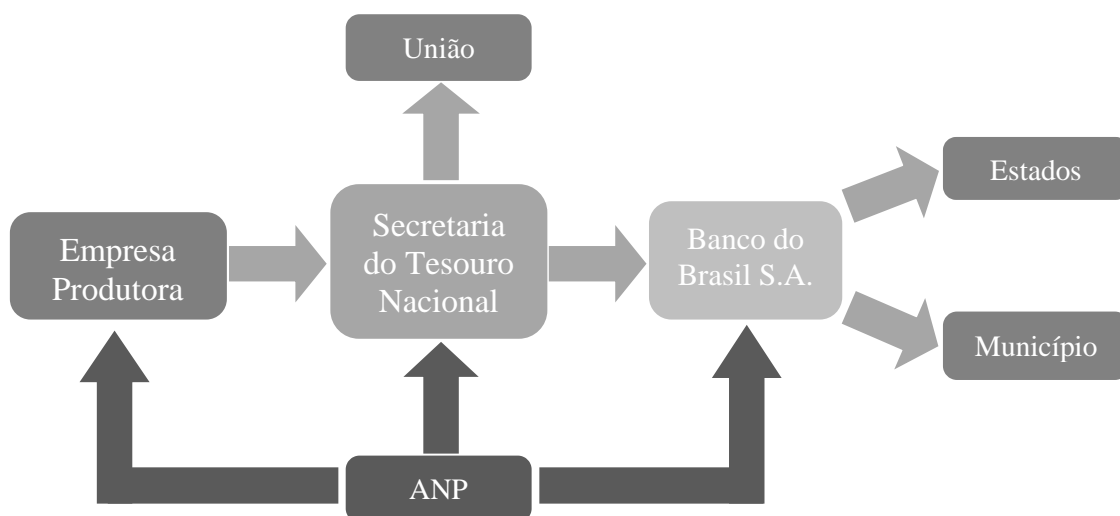 União
Empresa
Produtora
Secretaria
do Tesouro
Nacional
Banco do
Brasil S.A.
Estados
Município
ANP